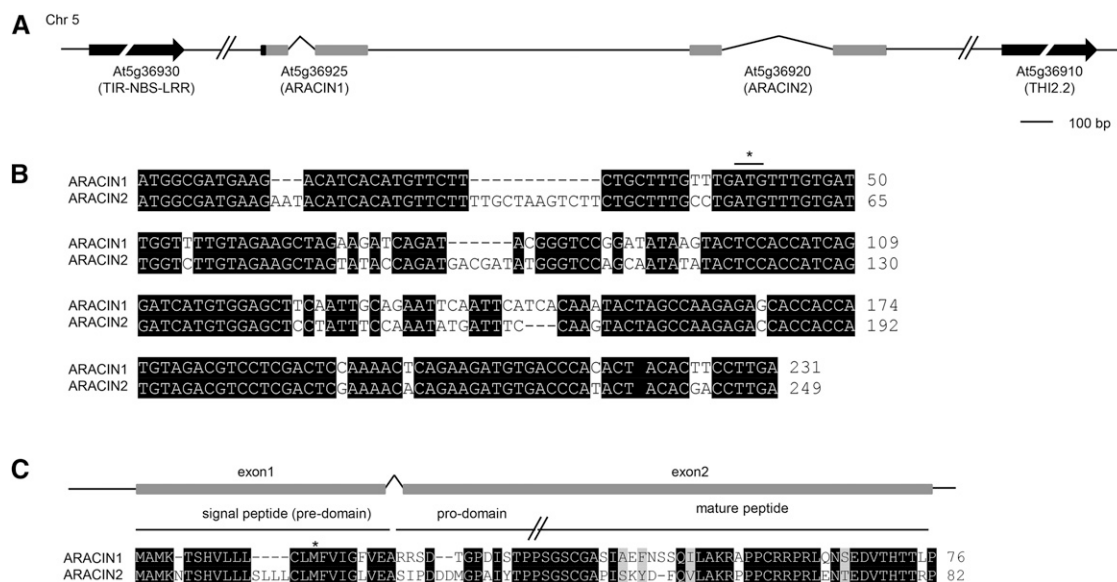 A
Chr 5
At5g36930
(TIR-NBS-LRR)
At5g36925
(ARACIN1)
At5g36920
(ARACIN2)
At5g36910
(THI2.2)
100 bp
B
*
ARACIN1 ATGGCGATGAAG---ACATCACATGTTCTT------------CTGCTTTGTTTGATGTTTGTGAT 50
ARACIN2 ATGGCGATGAAGAATACATCACATGTTCTTTTGCTAAGTCTTCTGCTTTGCCTGATGTTTGTGAT 65
ARACIN1 TGGTTTTGTAGAAGCTAGAAGATCAGAT------ACGGGTCCGGATATAAGTACTCCACCATCAG 109
ARACIN2 TGGTCTTGTAGAAGCTAGTATACCAGATGACGATATGGGTCCAGCAATATATACTCCACCATCAG 130
ARACIN1 GATCATGTGGAGCTTCAATTGCAGAATTCAATTCATCACAAATACTAGCCAAGAGAGCACCACCA 174
ARACIN2 GATCATGTGGAGCTCCTATTTCCAAATATGATTTC---CAAGTACTAGCCAAGAGACCACCACCA 192
ARACIN1 TGTAGACGTCCTCGACTCCAAAACTCAGAAGATGTGACCCACACT ACACTTCCTTGA 231
ARACIN2 TGTAGACGTCCTCGACTCGAAAACACAGAAGATGTGACCCATACT ACACGACCTTGA 249
C
exon1
exon2
signal peptide (pre-domain)
pro-domain
mature peptide
*
ARACIN1 MAMK-TSHVLLL----CLMFVIGFVEARRSD--TGPDISTPPSGSCGASIAEFNSSQILAKRAPPCRRPRLQNSEDVTHTTLP 76
ARACIN2 MAMKNTSHVLLLSLLLCLMFVIGLVEASIPDDDMGPAIYTPPSGSCGAPISKYD-FQVLAKRPPPCRRPRLENTEDVTHTTRP 82